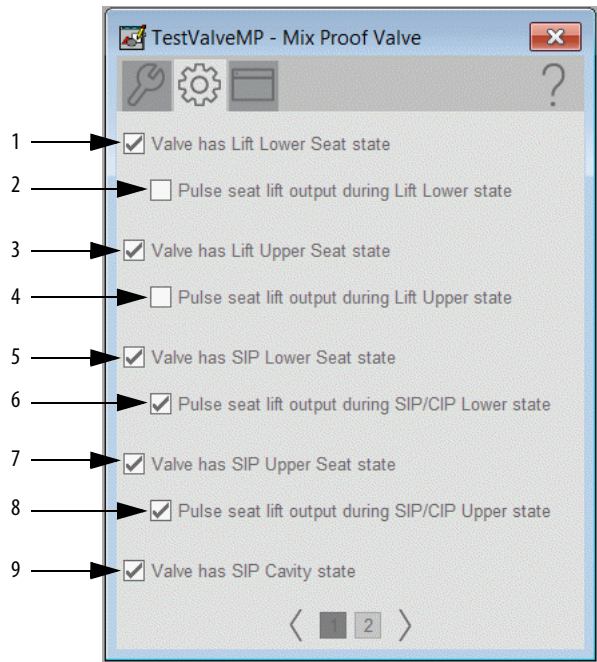 TestValveMP - Mix Proof Valve
?
1 Valve has Lift Lower Seat state
2 Pulse seat lift output during Lift Lower state
3 Valve has Lift Upper Seat state
4 Pulse seat lift output during Lift Upper state
5 Valve has SIP Lower Seat state
6 Pulse seat lift output during SIP/CIP Lower state
7 Valve has SIP Upper Seat state
8 Pulse seat lift output during SIP/CIP Upper state
9 Valve has SIP Cavity state
1 2